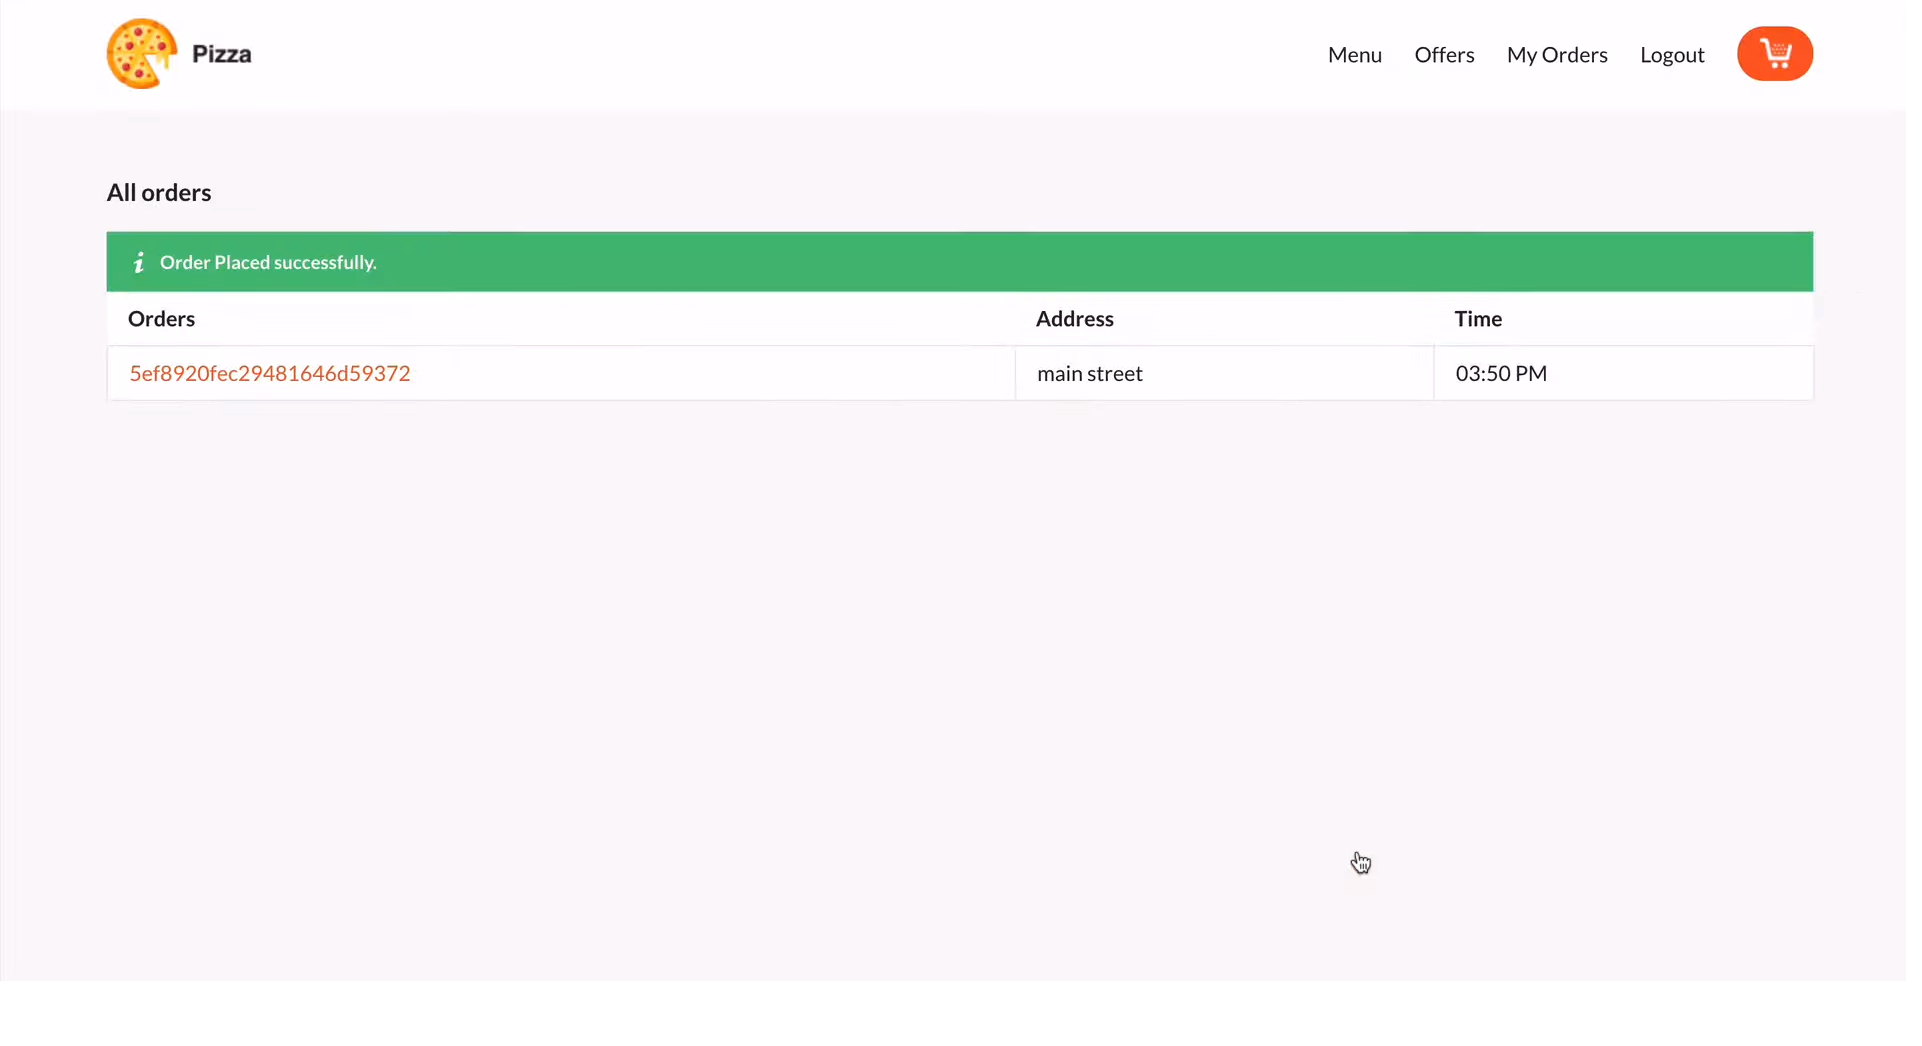 Pizza
Menu Offers My Orders Logout
All orders
Order Placed successfully.
Orders Address Time
5ef8920fec29481646d59372 main street 03:50 PM